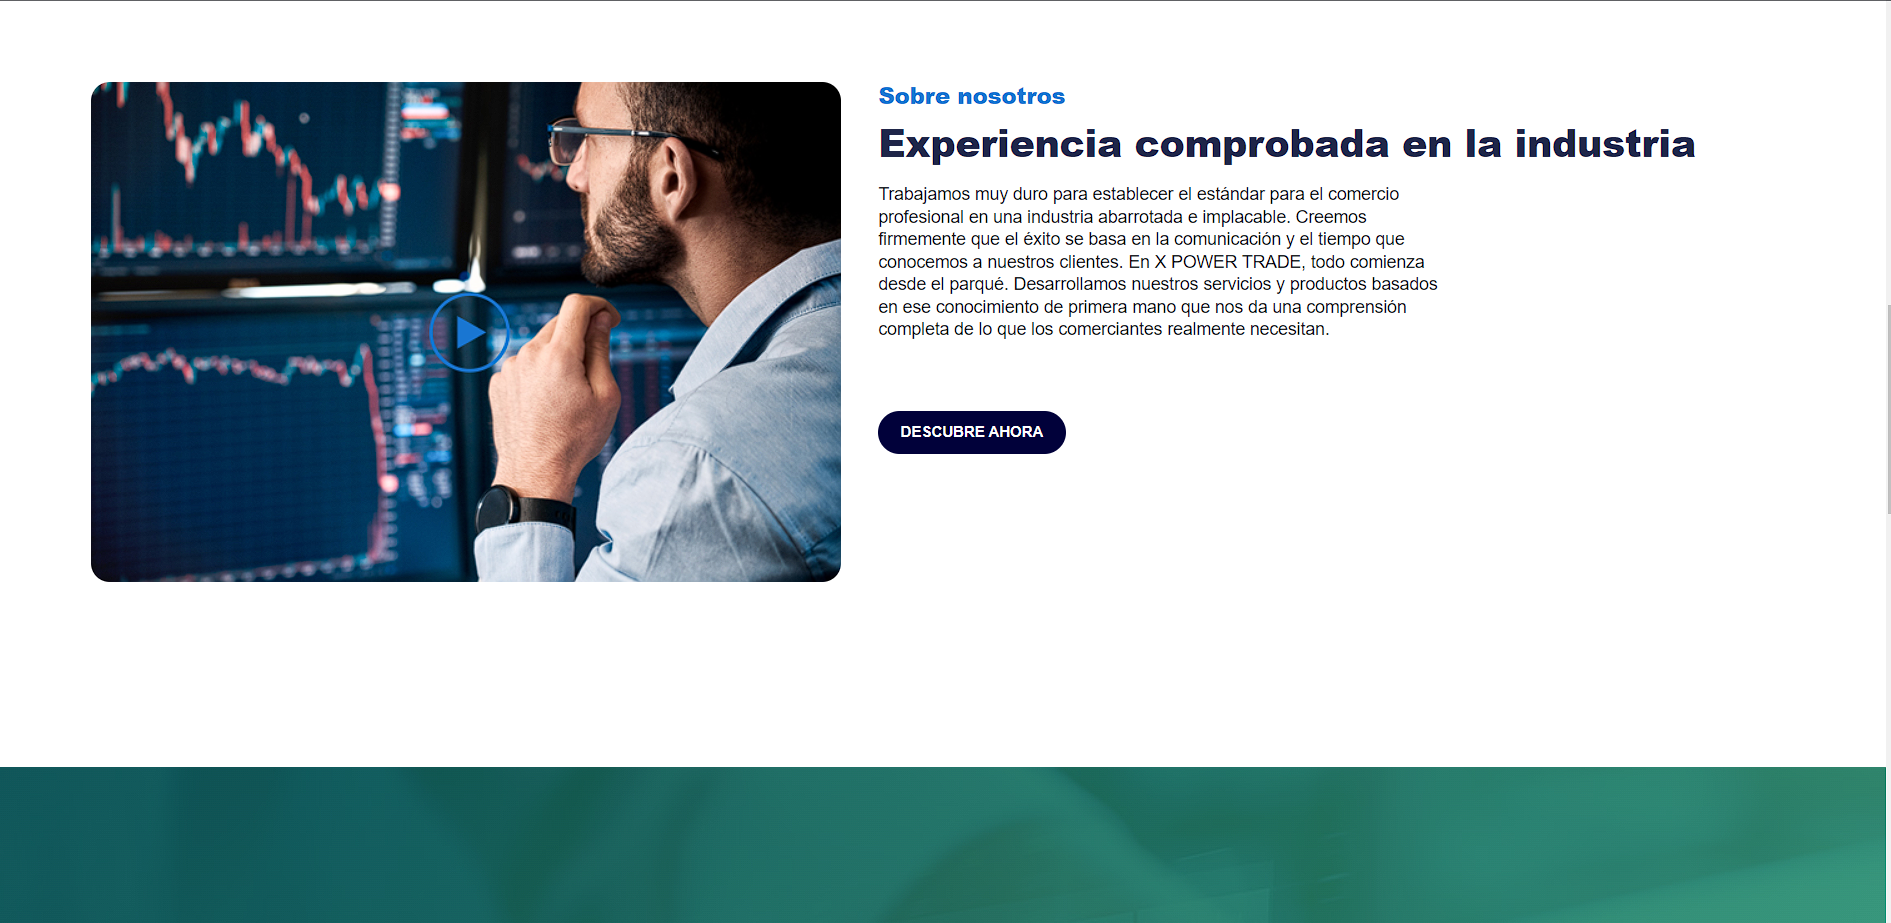 Sobre nosotros
Experiencia comprobada en la industria
Trabajamos muy duro para establecer el estándar para el comercio
profesional en una industria abarrotada e implacable. Creemos
firmemente que el éxito se basa en la comunicación y el tiempo que
conocemos a nuestros clientes. En X POWER TRADE, todo comienza
desde el parqué. Desarrollamos nuestros servicios y productos basados
en ese conocimiento de primera mano que nos da una comprensión
completa de lo que los comerciantes realmente necesitan.
DESCUBRE AHORA